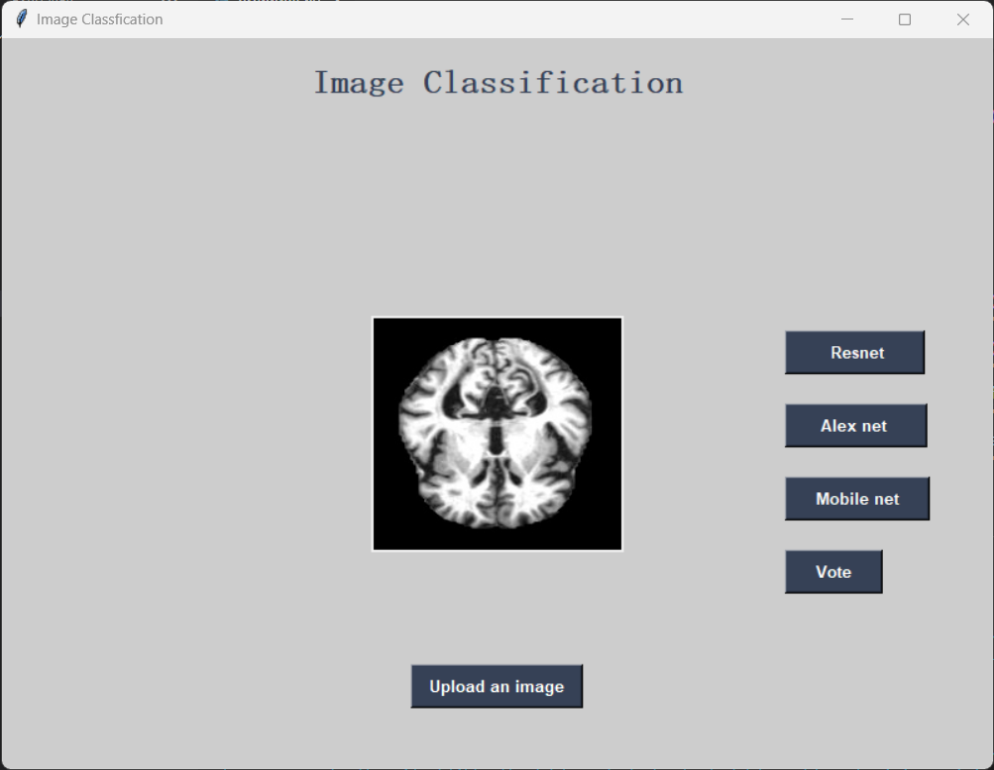 Image Classfication
Image Classification
Resnet
Alex net
Mobile net
Vote
Upload an image